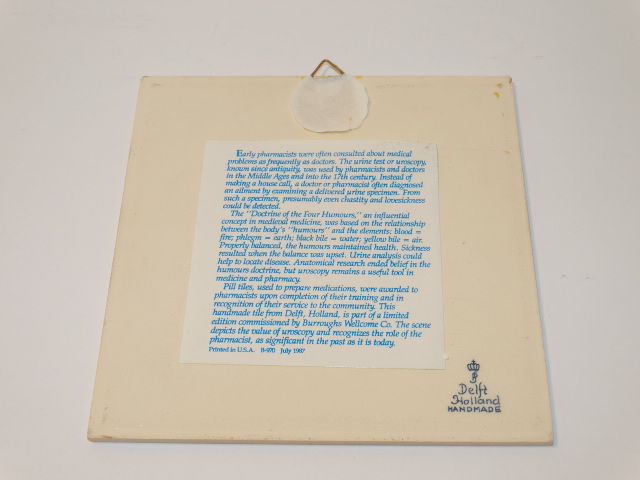 Early pharmacists were often consulted about medical
problems as frequently as doctors. The urine test or uroscopy,
known since antiquity, was used by pharmacists and doctors
in the Middle Ages and into the 17th century. Instead of
making a house call, a doctor or pharmacist often diagnosed
an ailment by examining a delivered urine specimen. From
such a specimen, presumably even chastity and lovesickness
could be detected.
The "Doctrine of the Four Humours," an influential
concept in medieval medicine, was based on the relationship
between the body's "humours" and the elements: blood =
fire; phlegm = earth; black bile = water; yellow bile = air.
Properly balanced, the humours maintained health. Sickness
resulted when the balance was upset. Urine analysis could
help to locate disease. Anatomical research ended belief in the
humours doctrine, but uroscopy remains a useful tool in
medicine and pharmacy.
Pill tiles, used to prepare medications, were awarded to
pharmacists upon completion of their training and in
recognition of their service to the community. This
handmade tile from Delft, Holland, is part of a limited
edition commissioned by Burroughs Wellcome Co. The scene
depicts the value of uroscopy and recognizes the role of the
pharmacist, as significant in the past as it is today.
Printed in U.S.A. July 1987
Delft
Holland
HANDMADE